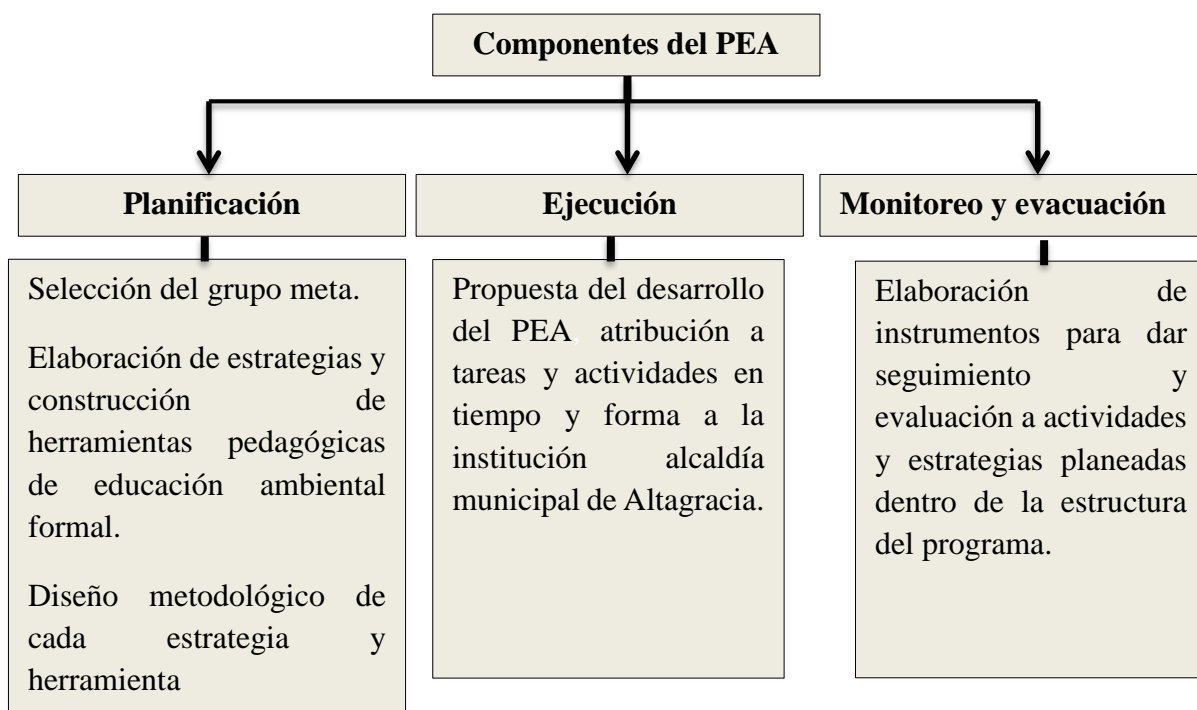 Componentes del PEA
Planificación
Selección del grupo meta.
Elaboración de estrategias y
construcción de
herramientas pedagógicas
de educación ambiental
formal.
Diseño metodológico de
cada estrategia y
herramienta
Ejecución
Propuesta del desarrollo
del PEA, atribución a
tareas y actividades en
tiempo y forma a la
institución alcaldía
municipal de Altagracia.
Monitoreo y evacuación
Elaboración de
instrumentos para dar
seguimiento y
evaluación a actividades
y estrategias planeadas
dentro de la estructura
del programa.